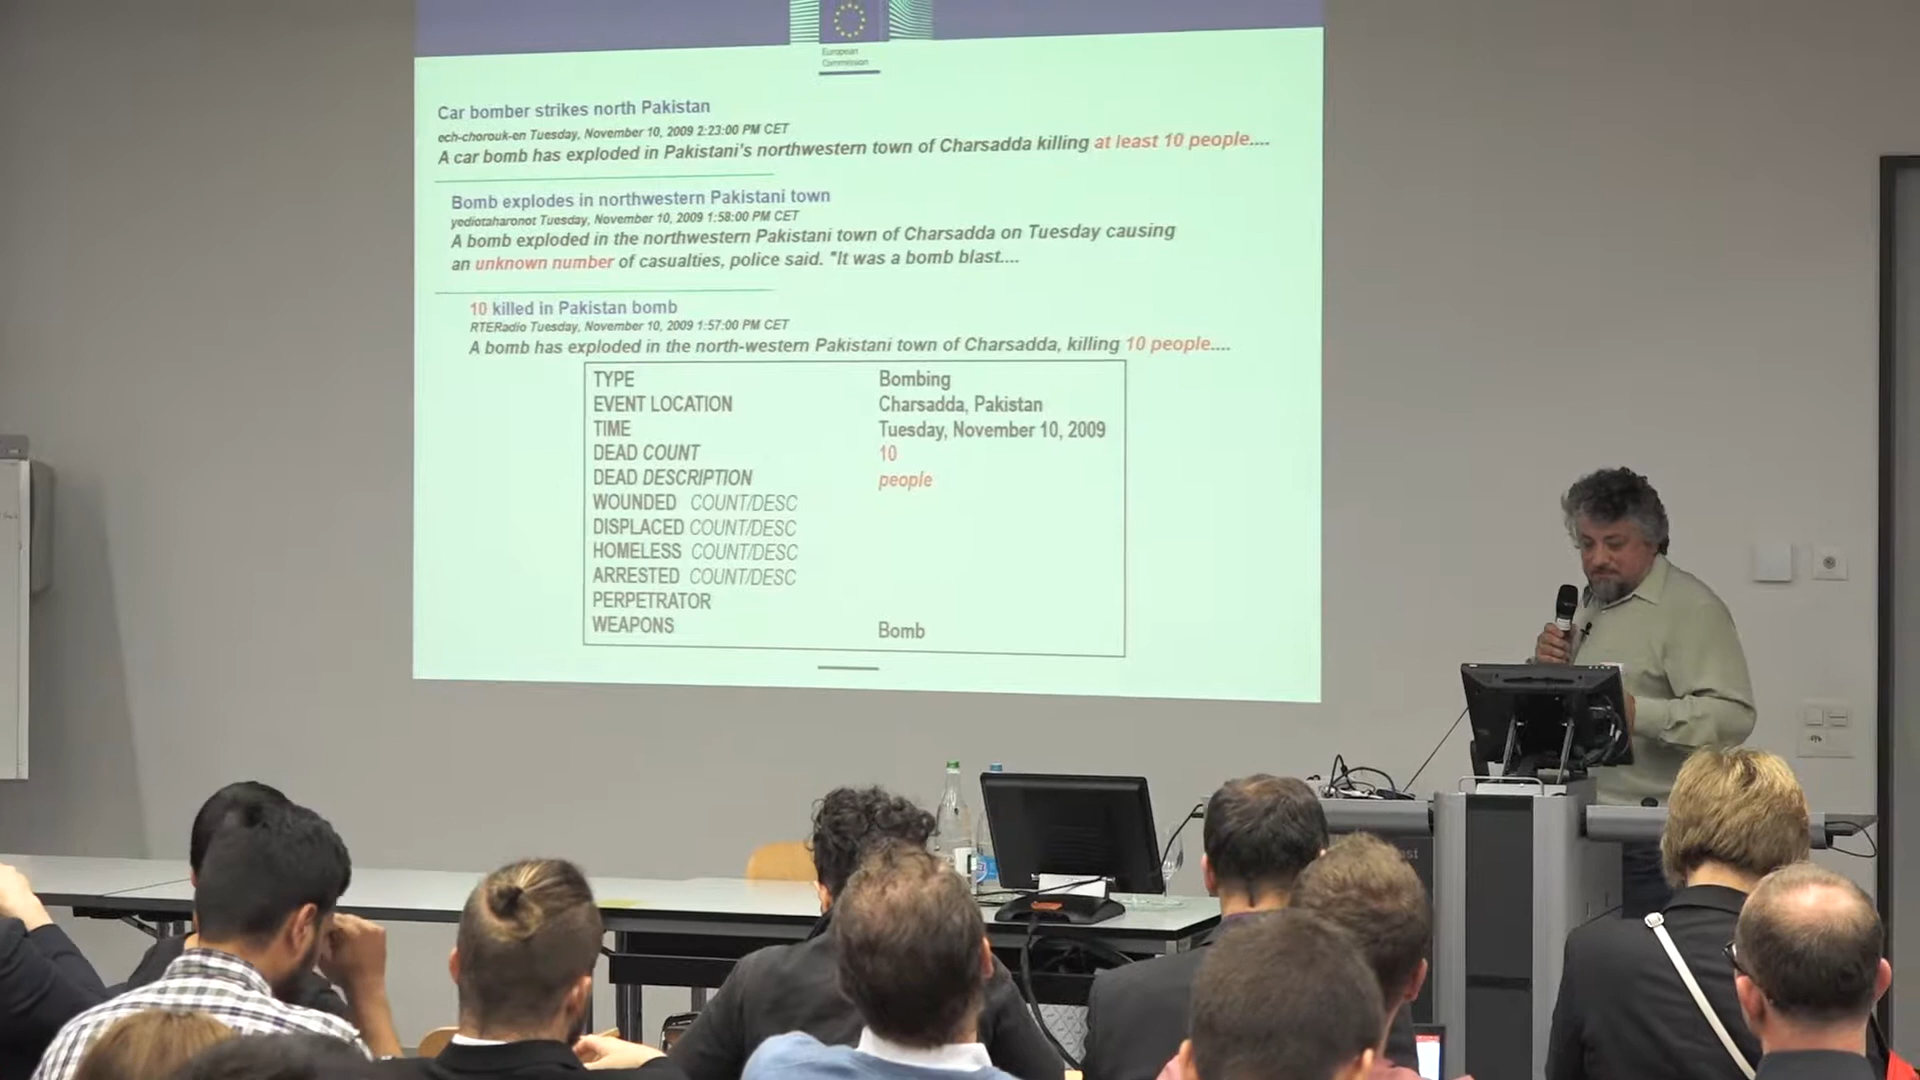 European
Commission
Car bomber strikes north Pakistan
ech-chorouk-en Tuesday, November 10, 2009 2:23:00 PM CET
A car bomb has exploded in Pakistani's northwestern town of Charsadda killing at least 10 people....
Bomb explodes in northwestern Pakistani town
yediotaharonot Tuesday, November 10, 2009 1:58:00 PM CET
A bomb exploded in the northwestern Pakistani town of Charsadda on Tuesday causing
an unknown number of casualties, police said. "It was a bomb blast....
10 killed in Pakistan bomb
RTERadio Tuesday, November 10, 2009 1:57:00 PM CET
A bomb has exploded in the north-western Pakistani town of Charsadda, killing 10 people....
TYPE Bombing
EVENT LOCATION Charsadda, Pakistan
TIME Tuesday, November 10, 2009
DEAD COUNT 10
DEAD DESCRIPTION people
WOUNDED COUNT/DESC
DISPLACED COUNT/DESC
HOMELESS COUNT/DESC
ARRESTED COUNT/DESC
PERPETRATOR
WEAPONS Bomb